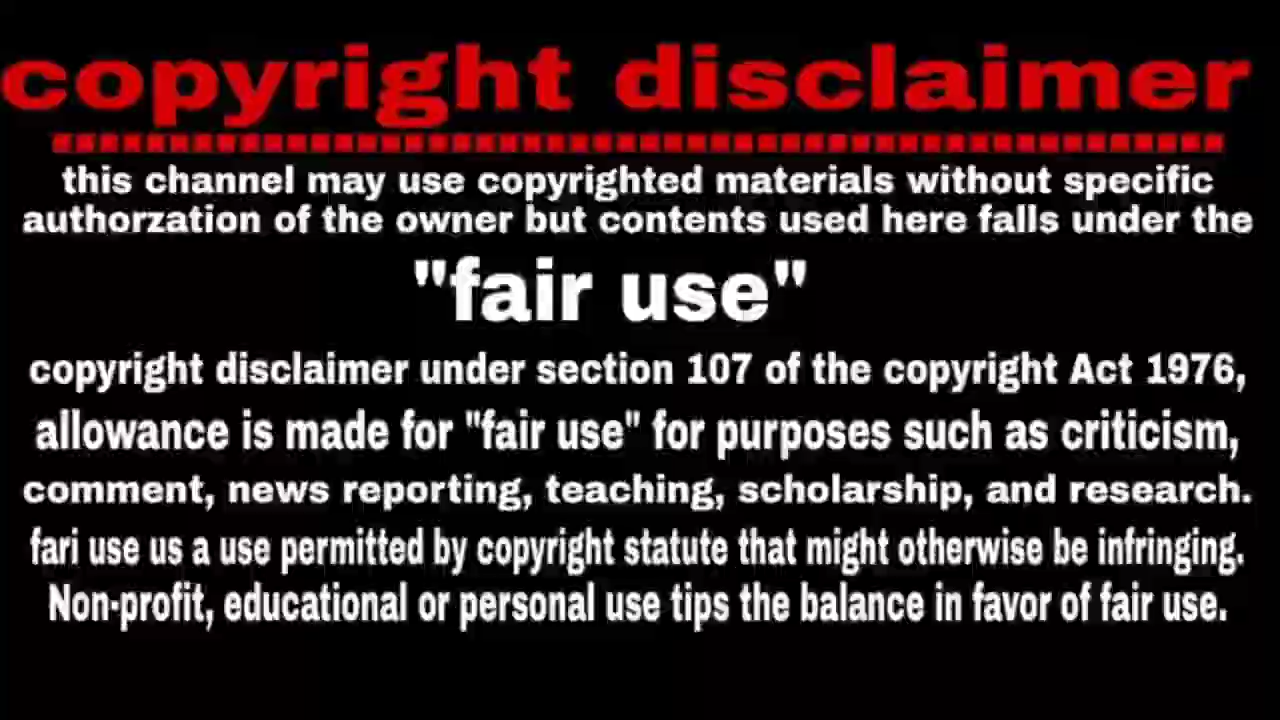 copyright disclaimer
this channel may use copyrighted materials without specific
authorzation of the owner but contents used here falls under the
"fair use"
copyright disclaimer under section 107 of the copyright Act 1976,
allowance is made for "fair use" for purposes such as criticism,
comment, news reporting, teaching, scholarship, and research.
fari use us a use permitted by copyright statute that might otherwise be infringing.
Non-profit, educational or personal use tips the balance in favor of fair use.